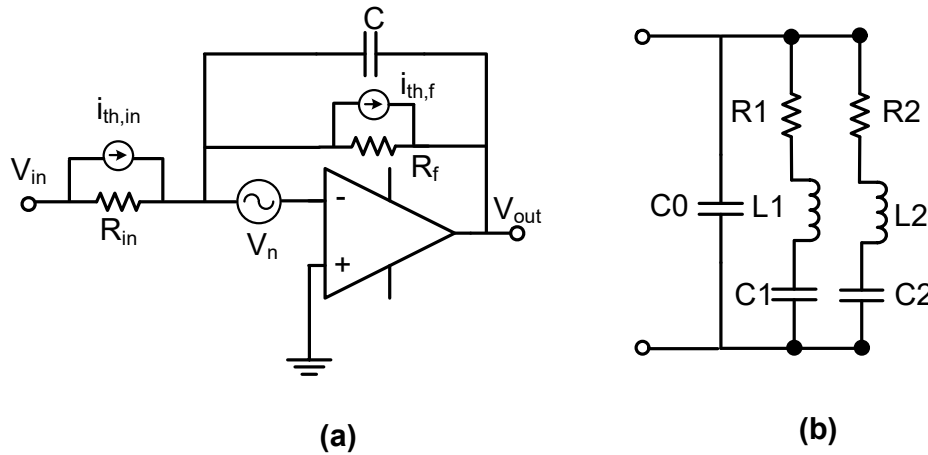 C
i_th,in
i_th,f
V_in
R_in
R_f
V_n
-
+
V_out
(a)
R1
R2
C0
L1
L2
C1
C2
(b)